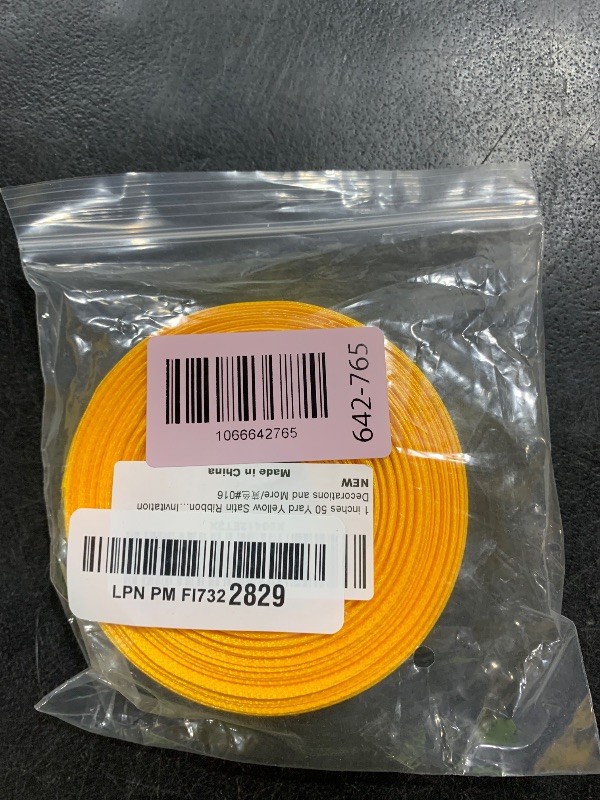 1066642765
642-765
1 inches 50 Yard Yellow Satin Ribbon...Invitation
Decorations and More/黄色#016
NEW
Made in China
LPN PM FI732 2829